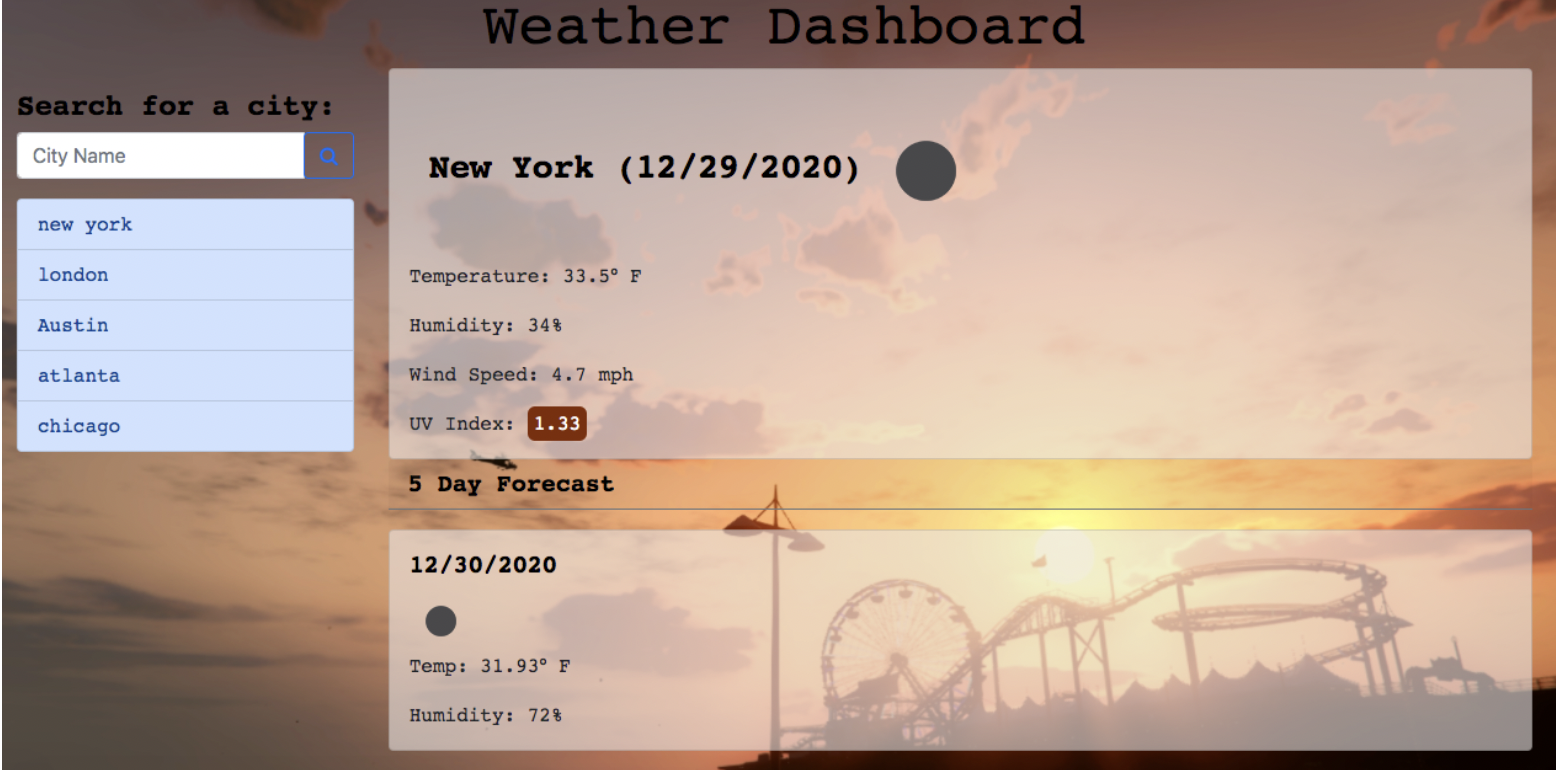 Weather Dashboard
Search for a city:
City Name
new york
london
Austin
atlanta
chicago
New York (12/29/2020)
Temperature: 33.5° F
Humidity: 34%
Wind Speed: 4.7 mph
UV Index: 1.33
5 Day Forecast
12/30/2020
Temp: 31.93° F
Humidity: 72%